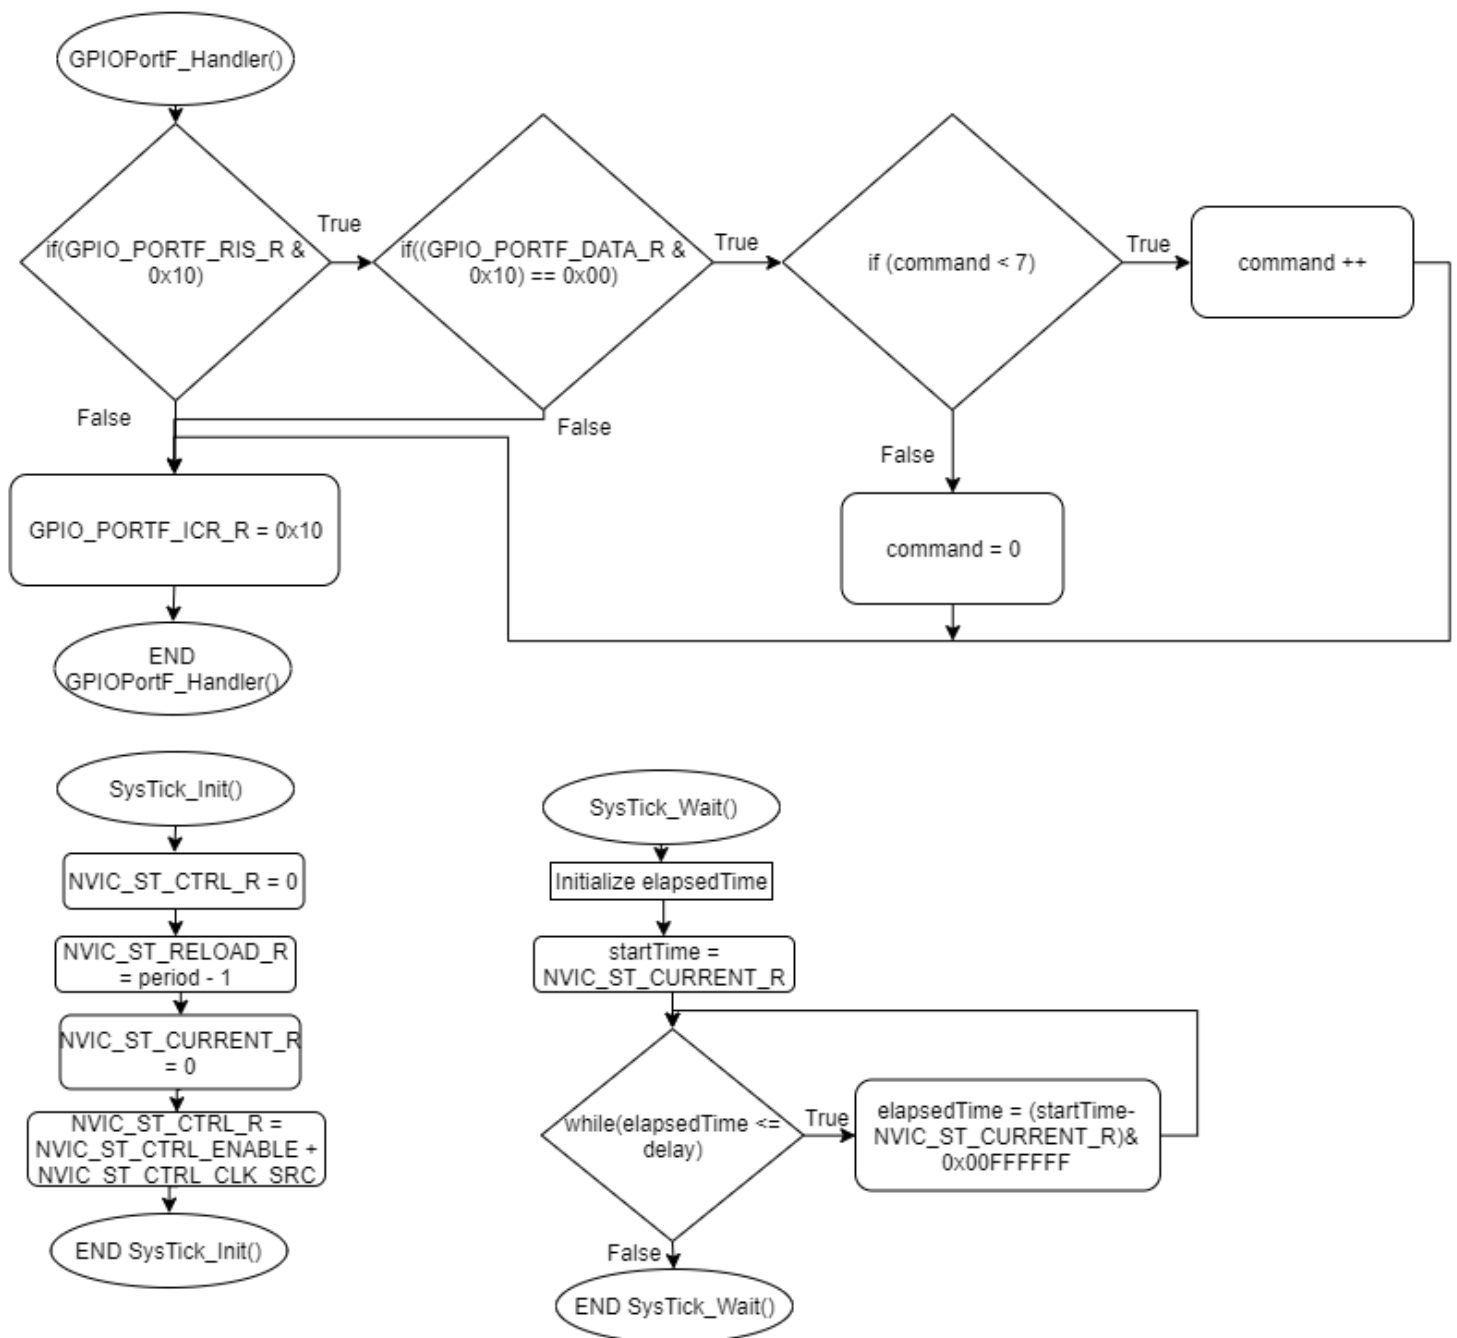 GPIOPortF_Handler()
if(GPIO_PORTF_RIS_R &
0x10)
True
if((GPIO_PORTF_DATA_R &
0x10) == 0x00)
True
if (command < 7)
True
command ++
False
False
False
GPIO_PORTF_ICR_R = 0x10
command = 0
END
GPIOPortF_Handler()
SysTick_Init()
NVIC_ST_CTRL_R = 0
NVIC_ST_RELOAD_R
= period - 1
NVIC_ST_CURRENT_R
= 0
NVIC_ST_CTRL_R =
NVIC_ST_CTRL_ENABLE +
NVIC_ST_CTRL_CLK_SRC
END SysTick_Init()
SysTick_Wait()
Initialize elapsedTime
startTime =
NVIC_ST_CURRENT_R
while(elapsedTime <=
delay)
True
elapsedTime = (startTime-
NVIC_ST_CURRENT_R)&
0x00FFFFFF
False
END SysTick_Wait()